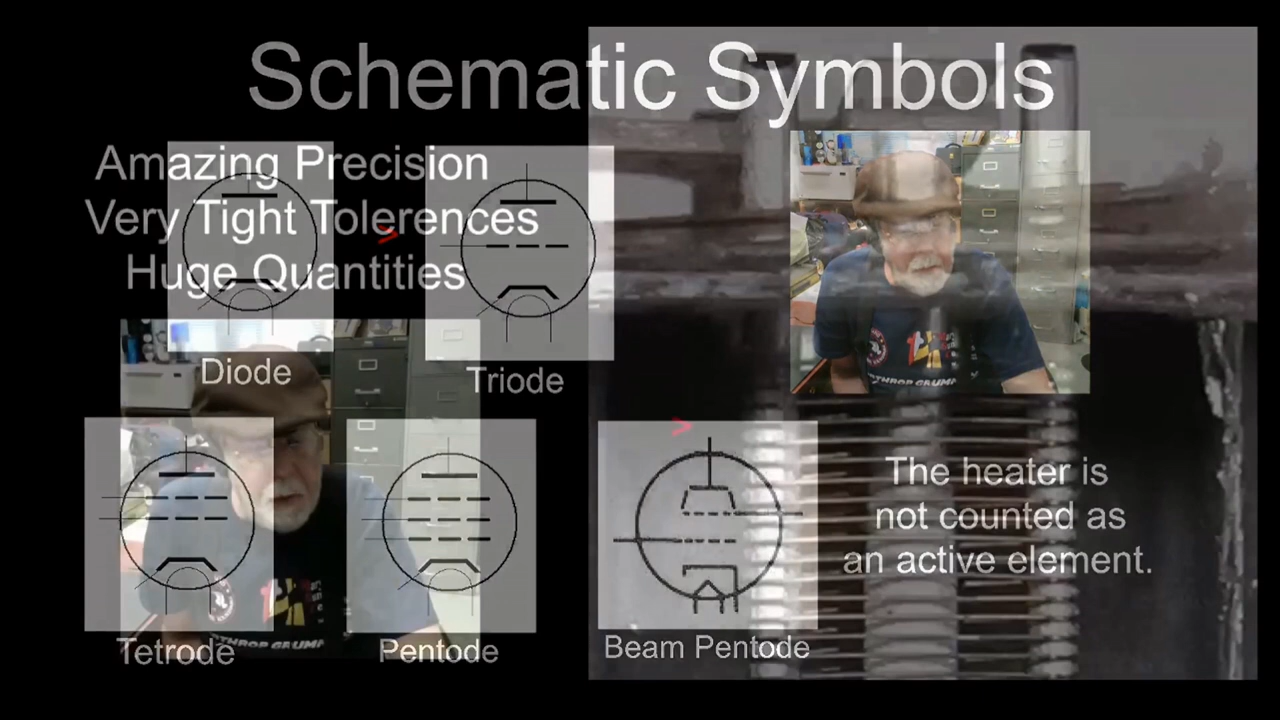 Schematic Symbols
Amazing Precision
Very Tight Tolerences
Huge Quantities
Diode
Triode
The heater is
not counted as
an active element.
Tetrode
Pentode
Beam Pentode